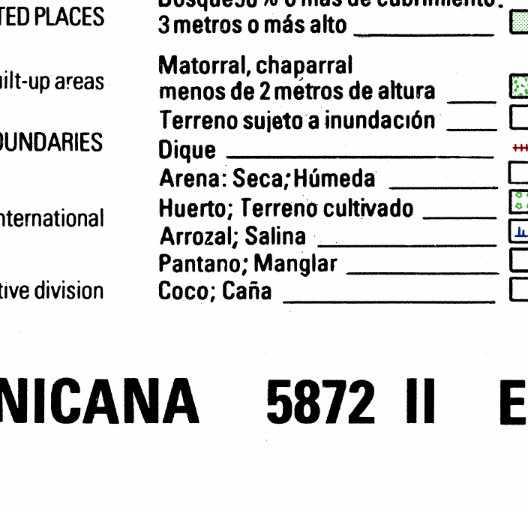 TED PLACES
ilt-up areas
OUNDARIES
nternational
tive division
3 metros o más alto
Matorral, chaparral
menos de 2 metros de altura
Terreno sujeto a inundación
Dique
Arena: Seca; Húmeda
Huerto; Terreno cultivado
Arrozal; Salina
Pantano; Manglar
Coco; Caña
NICANA 5872 II E